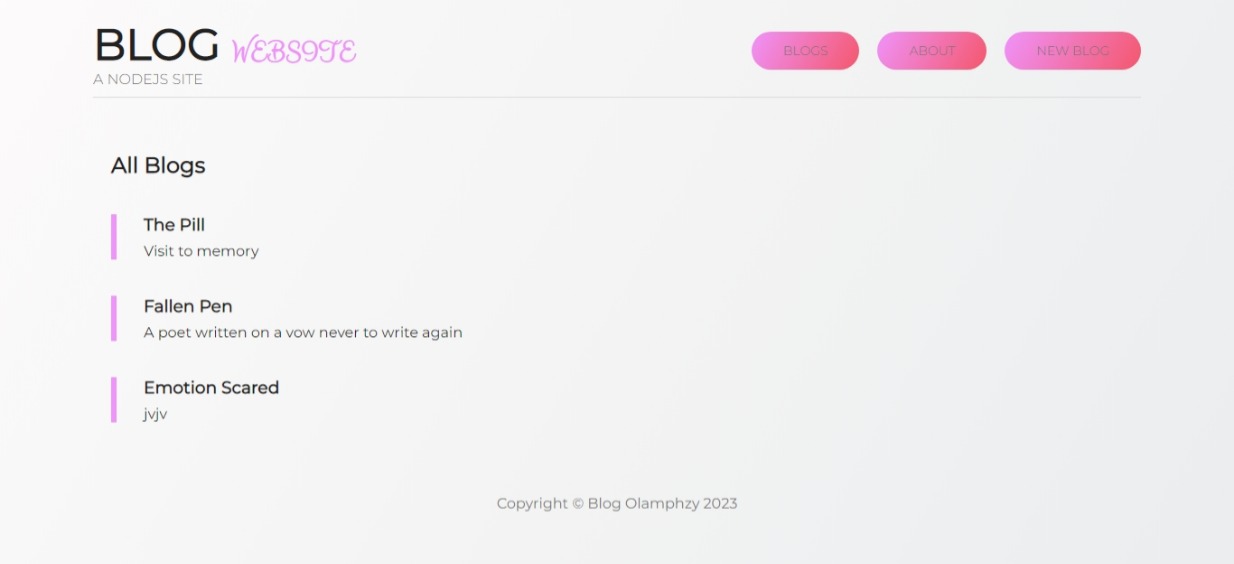 BLOG WEBSITE
A NODEJS SITE
BLOGS
ABOUT
NEW BLOG
All Blogs
The Pill
Visit to memory
Fallen Pen
A poet written on a vow never to write again
Emotion Scared
jvjv
Copyright © Blog Olamphzy 2023